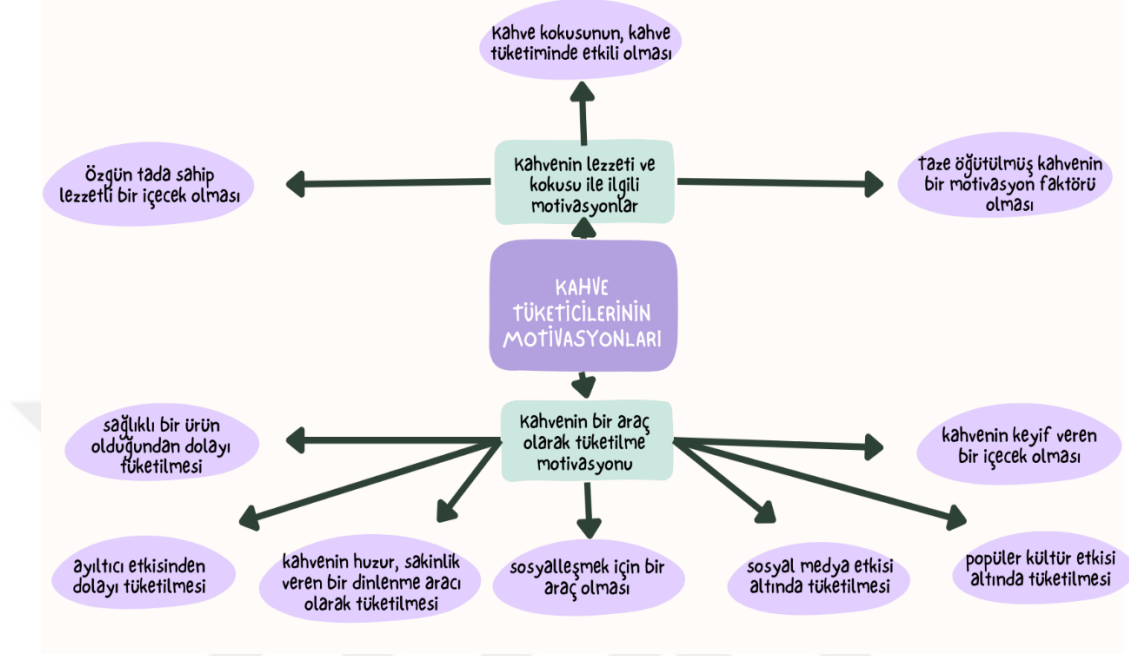 Kahve kokusunun, kahve
tüketiminde etkili olması
Özgün tada sahip
lezzetli bir içecek olması
Kahvenin lezzeti ve
kokusu ile ilgili
motivasyonlar
Taze öğütülmüş kahvenin
bir motivasyon faktörü
olması
KAHVE
TÜKETİCİLERİNİN
MOTİVASYONLARI
sağlıklı bir ürün
olduğundan dolayı
tüketilmesi
Kahvenin bir araç
olarak tüketilme
motivasyonu
kahvenin keyif veren
bir içecek olması
ayıltıcı etkisinden
dolayı tüketilmesi
kahvenin huzur, sakinlik
veren bir dinlenme aracı
olarak tüketilmesi
sosyalleşmek için bir
araç olması
sosyal medya etkisi
altında tüketilmesi
popüler kültür etkisi
altında tüketilmesi